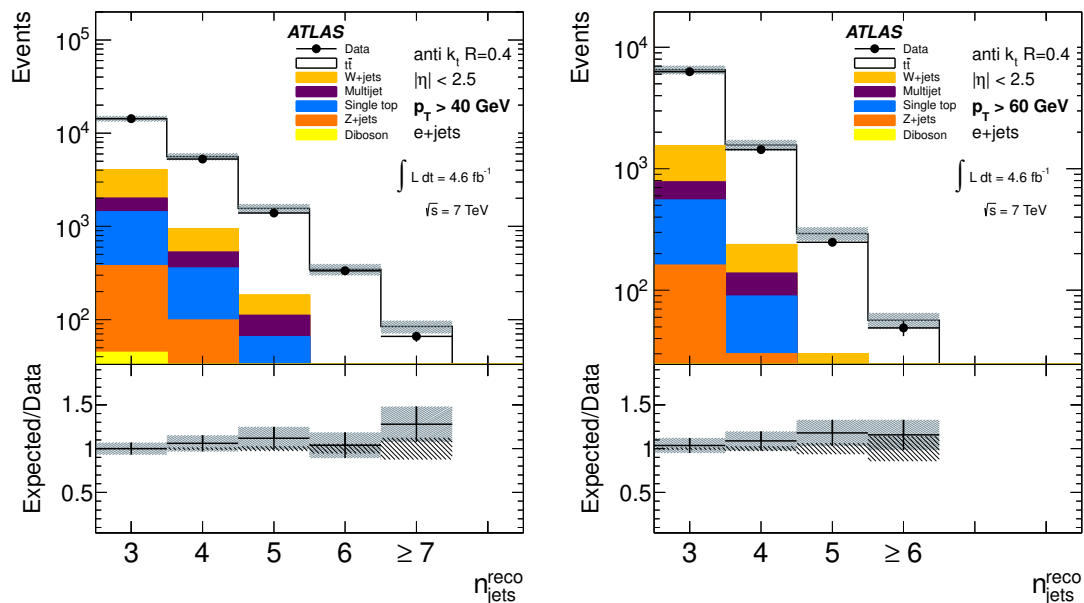 Events
10^5
10^4
10^3
10^2
ATLAS
Data
tt̄
W+jets
Multijet
Single top
Z+jets
Diboson
anti k_t R=0.4
|η| < 2.5
p_T > 40 GeV
e+jets
∫ L dt = 4.6 fb^-1
√s = 7 TeV
Expected/Data
1.5
1
0.5
3 4 5 6 ≥ 7
n_jets^reco
Events
10^4
10^3
10^2
ATLAS
Data
tt̄
W+jets
Multijet
Single top
Z+jets
Diboson
anti k_t R=0.4
|η| < 2.5
p_T > 60 GeV
e+jets
∫ L dt = 4.6 fb^-1
√s = 7 TeV
Expected/Data
1.5
1
0.5
3 4 5 ≥ 6
n_jets^reco